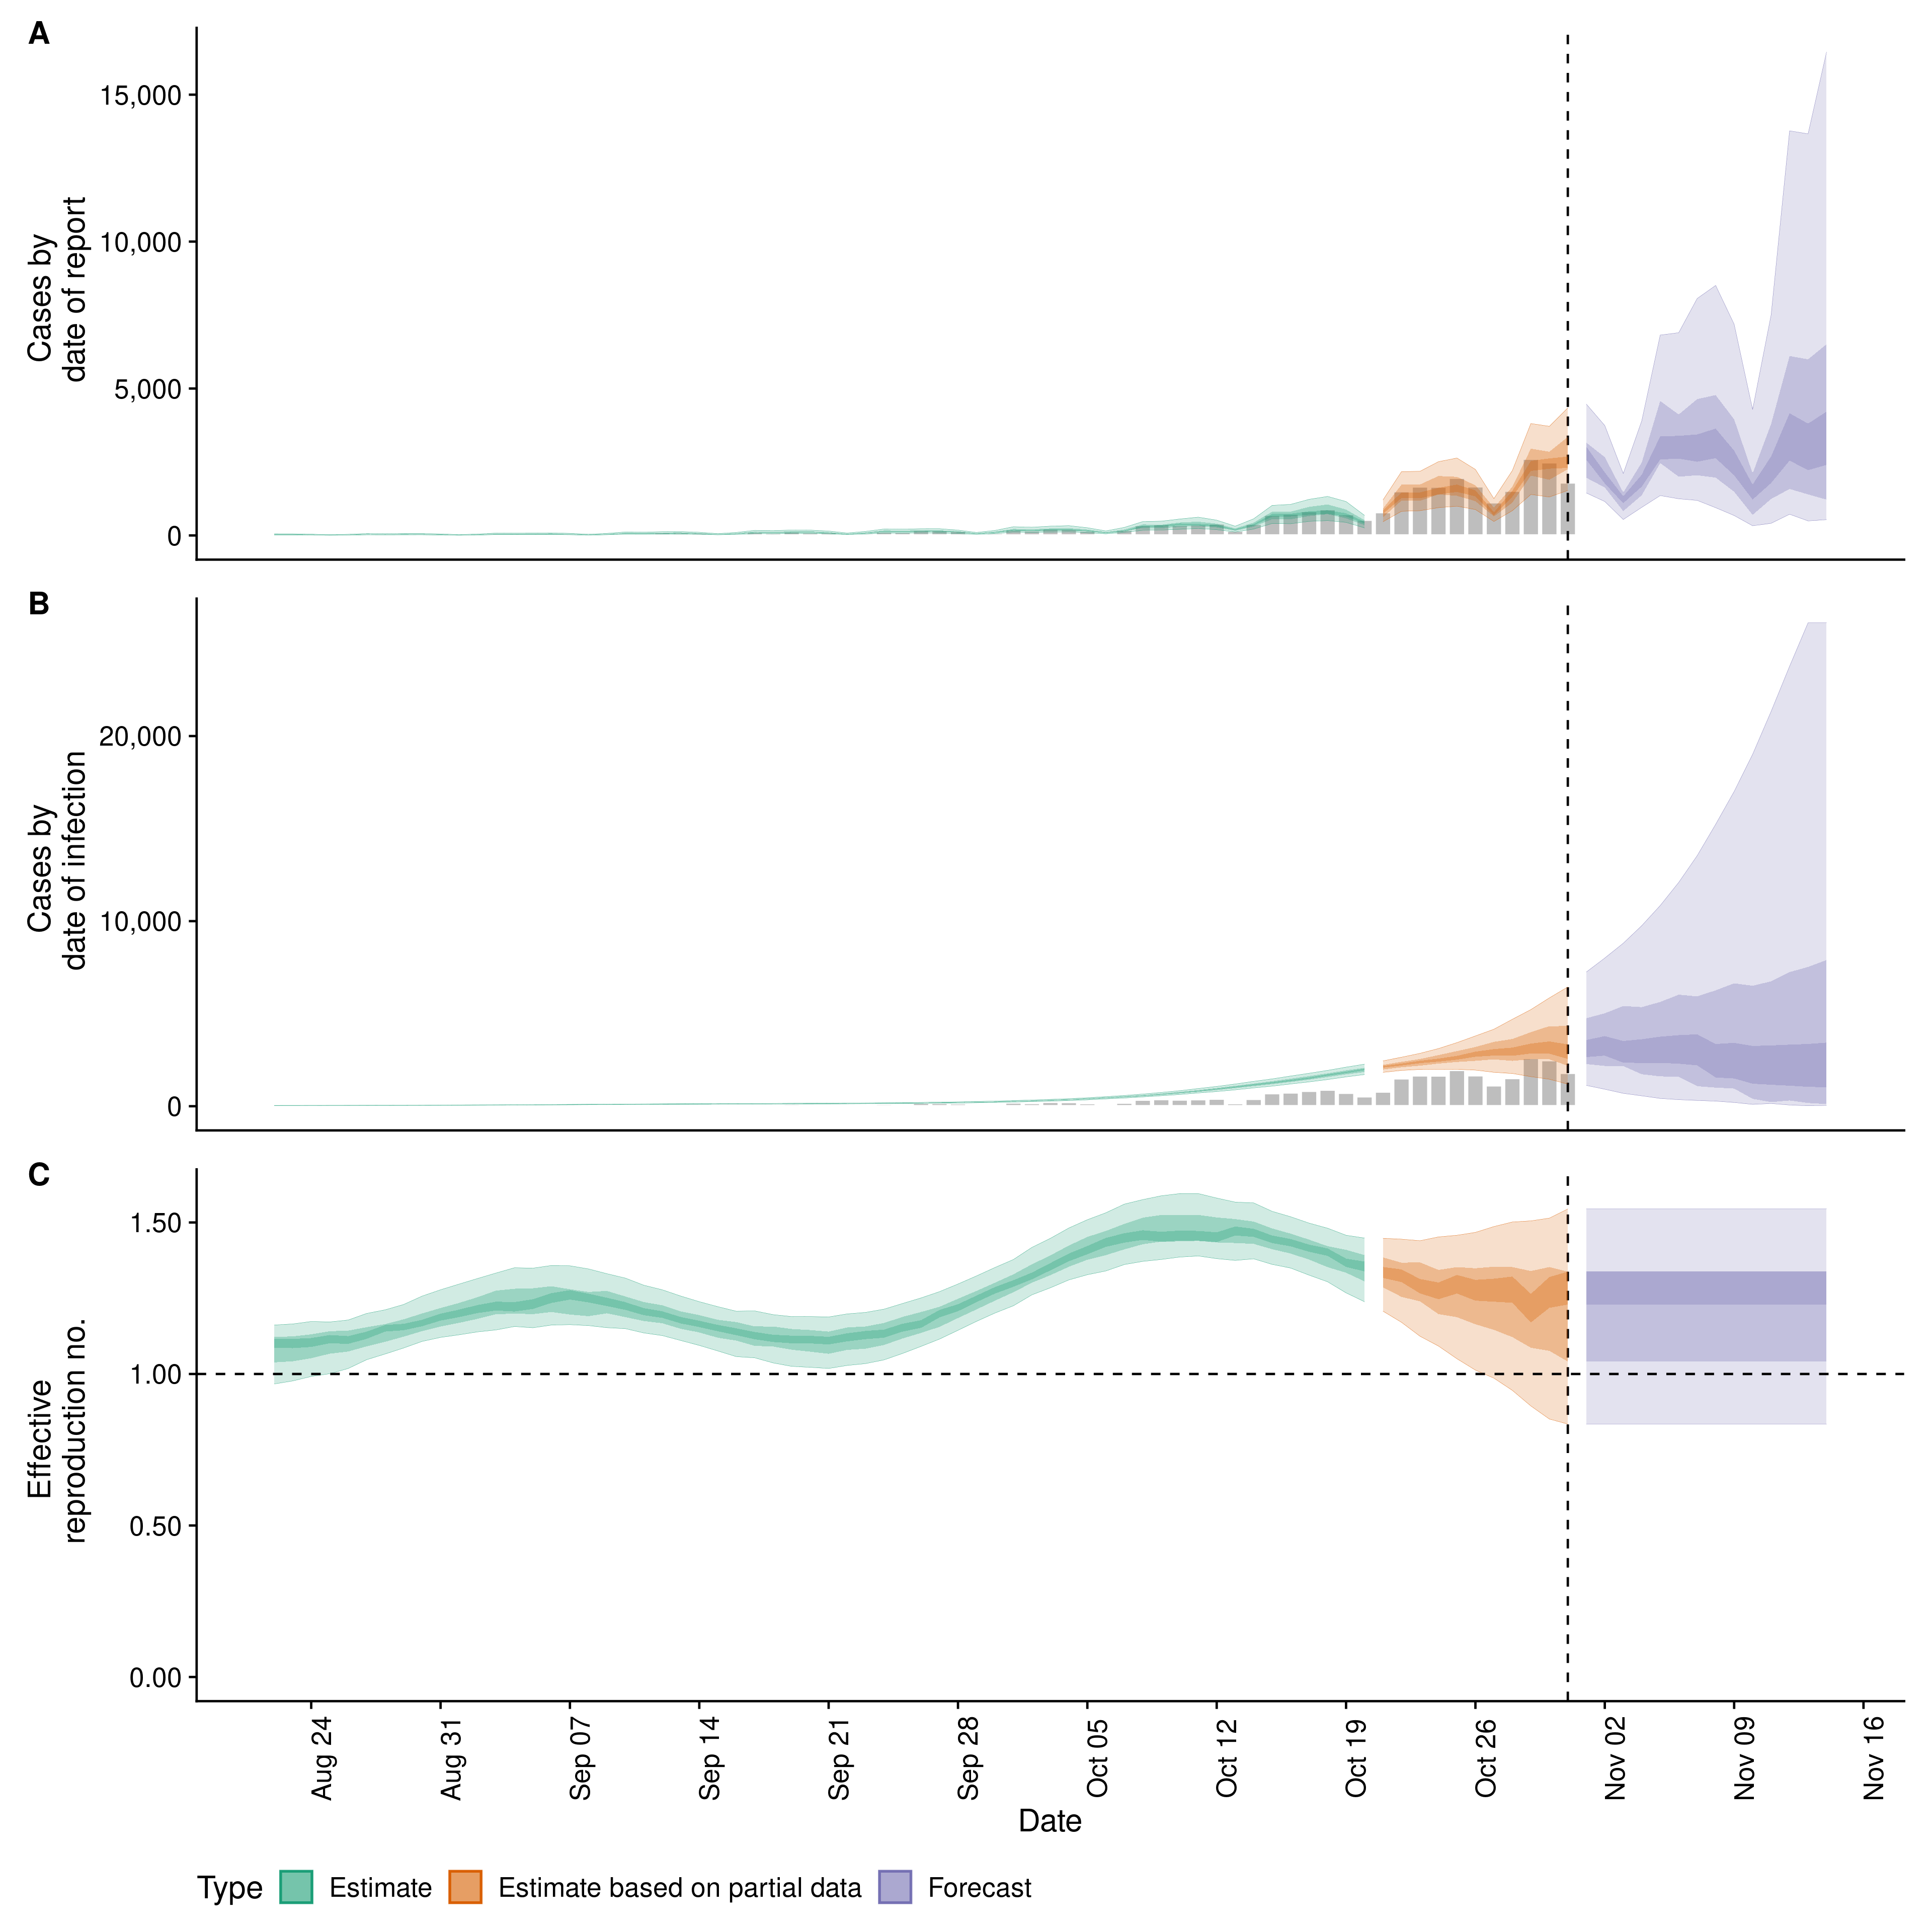 A
15,000
10,000
5,000
0
Cases by
date of report
B
20,000
10,000
0
Cases by
date of infection
C
1.50
1.00
0.50
0.00
Effective
reproduction no.
Aug 24
Aug 31
Sep 07
Sep 14
Sep 21
Sep 28
Oct 05
Oct 12
Oct 19
Oct 26
Nov 02
Nov 09
Nov 16
Date
Type Estimate Estimate based on partial data Forecast